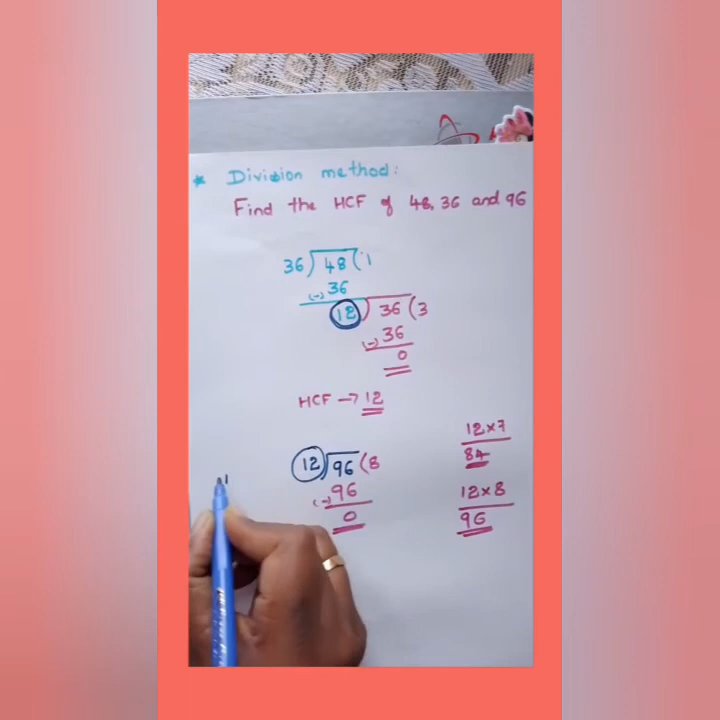 * Division method:
Find the HCF of 48, 36 and 96
36) 48 (1
(-) 36
12) 36 (3
(-) 36
0
HCF → 12
12) 96 (8
(-) 96
0
12×7
84
12×8
96